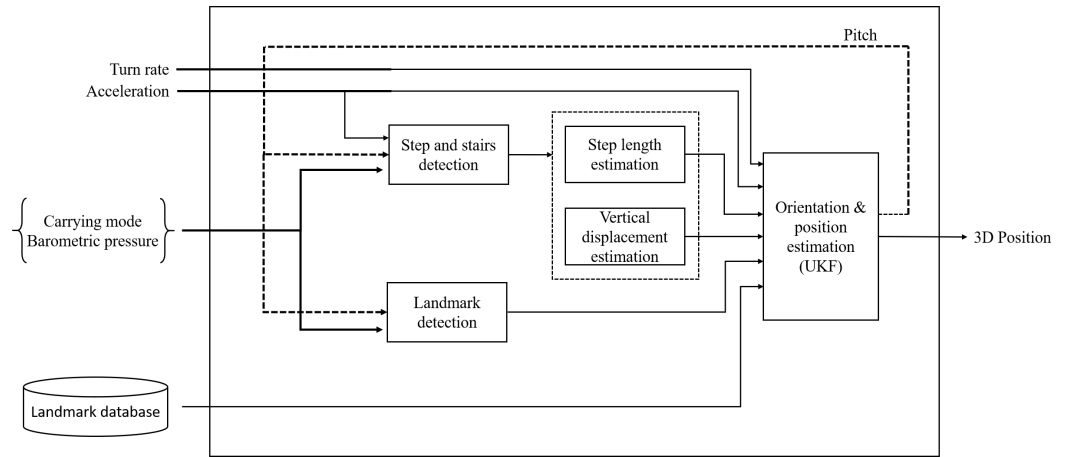 Pitch
Turn rate
Acceleration
Step and stairs
detection
Step length
estimation
Carrying mode
Barometric pressure
Vertical
displacement
estimation
Orientation &
position
estimation
(UKF)
3D Position
Landmark
detection
Landmark database